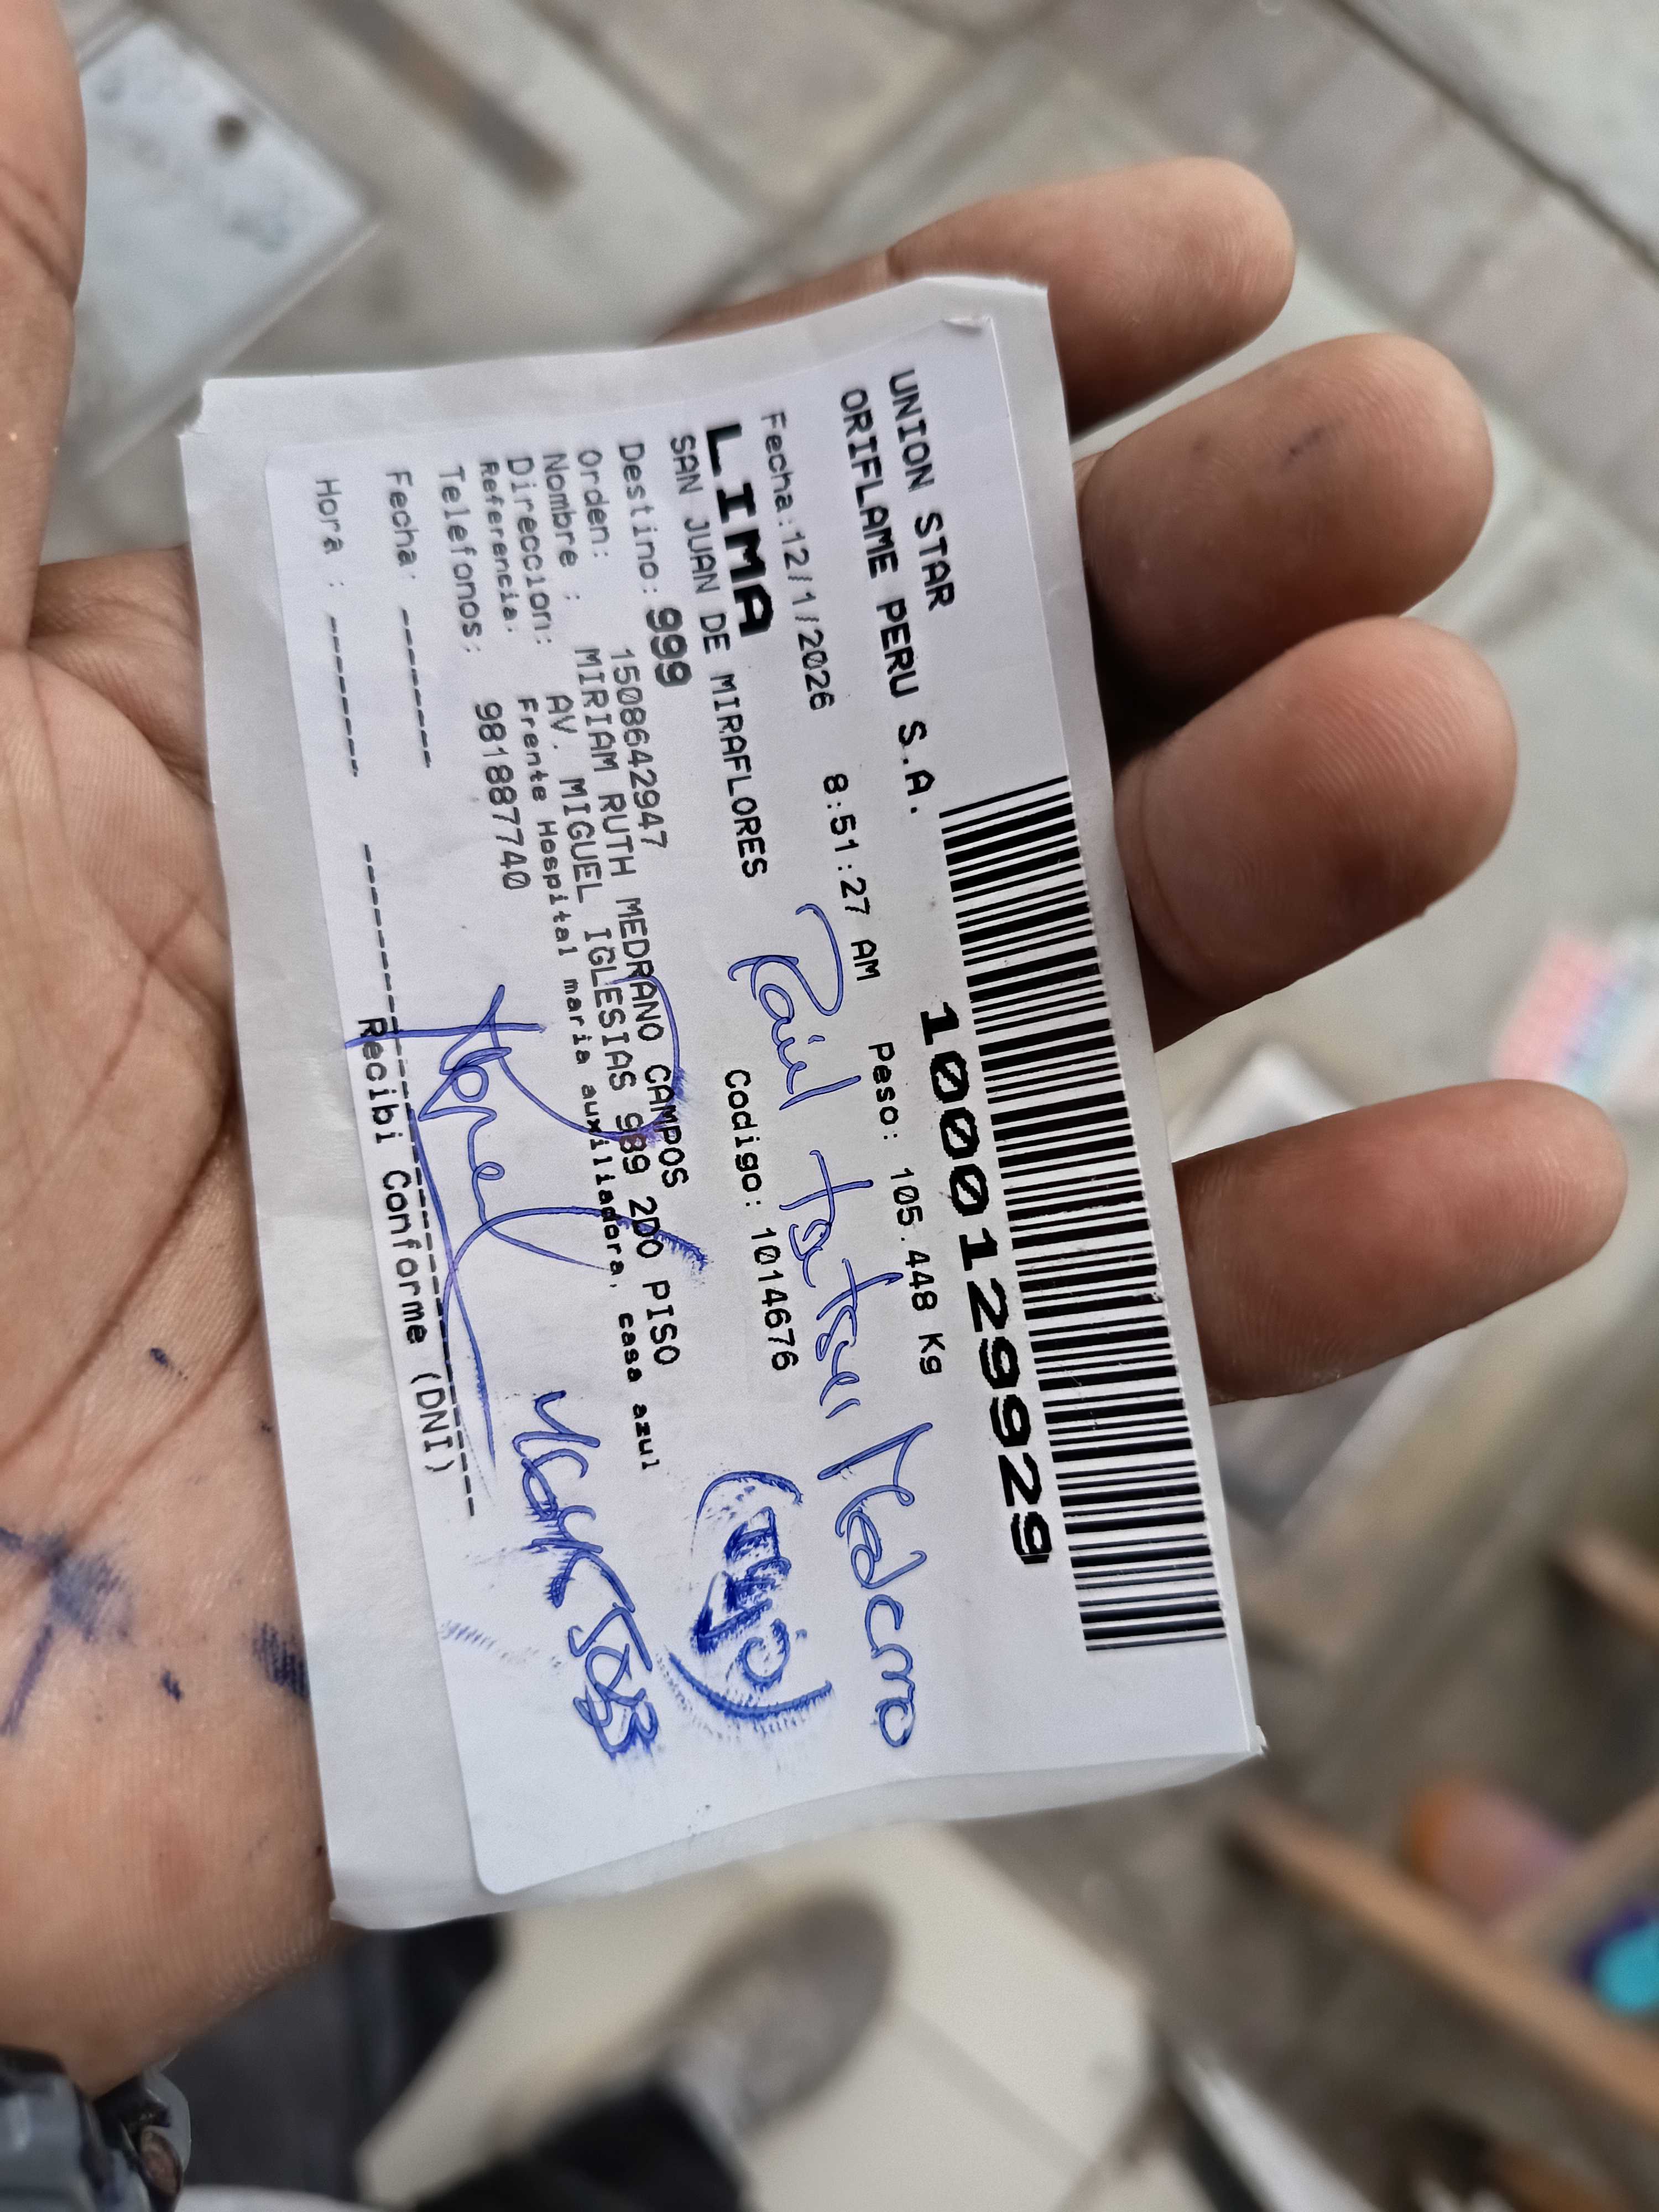 UNION STAR
ORIFLAME PERU S.A.
1000129929
Fecha:12/1/2026 8:51:27 AM Peso: 105.448 Kg
LIMA
SAN JUAN DE MIRAFLORES Codigo: 1014676
Destino: 999
Orden: 1508642947
Nombre : MIRIAM RUTH MEDRANO CAMPOS
Direccion: AV. MIGUEL IGLESIAS 989 2DO PISO
Referencia: Frente Hospital maria auxiliadora, casa azul
Telefonos: 981887740
Fecha: -------
Hora : --------
Recibi Conforme (DNI)